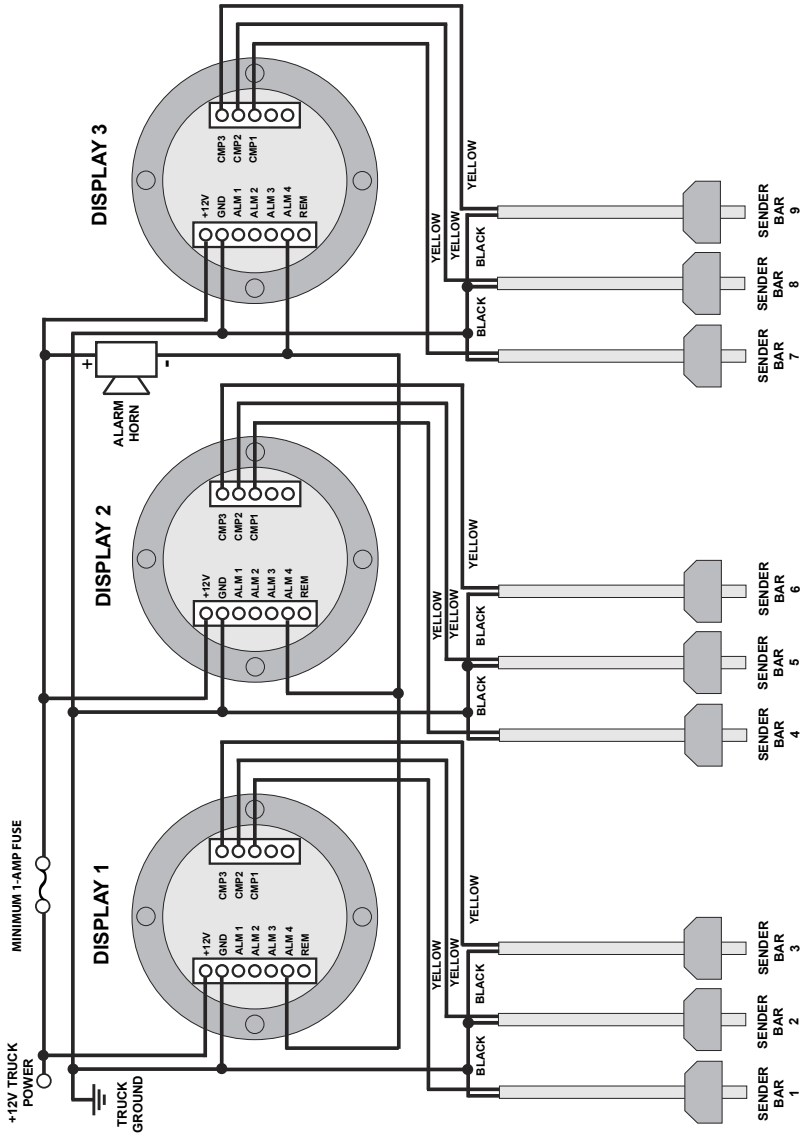 +12V TRUCK
POWER
MINIMUM 1-AMP FUSE
TRUCK
GROUND
ALARM
HORN
+
-
DISPLAY 1
+12V
GND
ALM 1
ALM 2
ALM 3
ALM 4
REM
CMP3
CMP2
CMP1
YELLOW
YELLOW
YELLOW
BLACK
BLACK
SENDER
BAR
1
SENDER
BAR
2
SENDER
BAR
3
DISPLAY 2
+12V
GND
ALM 1
ALM 2
ALM 3
ALM 4
REM
CMP3
CMP2
CMP1
YELLOW
YELLOW
YELLOW
BLACK
BLACK
SENDER
BAR
4
SENDER
BAR
5
SENDER
BAR
6
DISPLAY 3
+12V
GND
ALM 1
ALM 2
ALM 3
ALM 4
REM
CMP3
CMP2
CMP1
YELLOW
YELLOW
YELLOW
BLACK
BLACK
SENDER
BAR
7
SENDER
BAR
8
SENDER
BAR
9